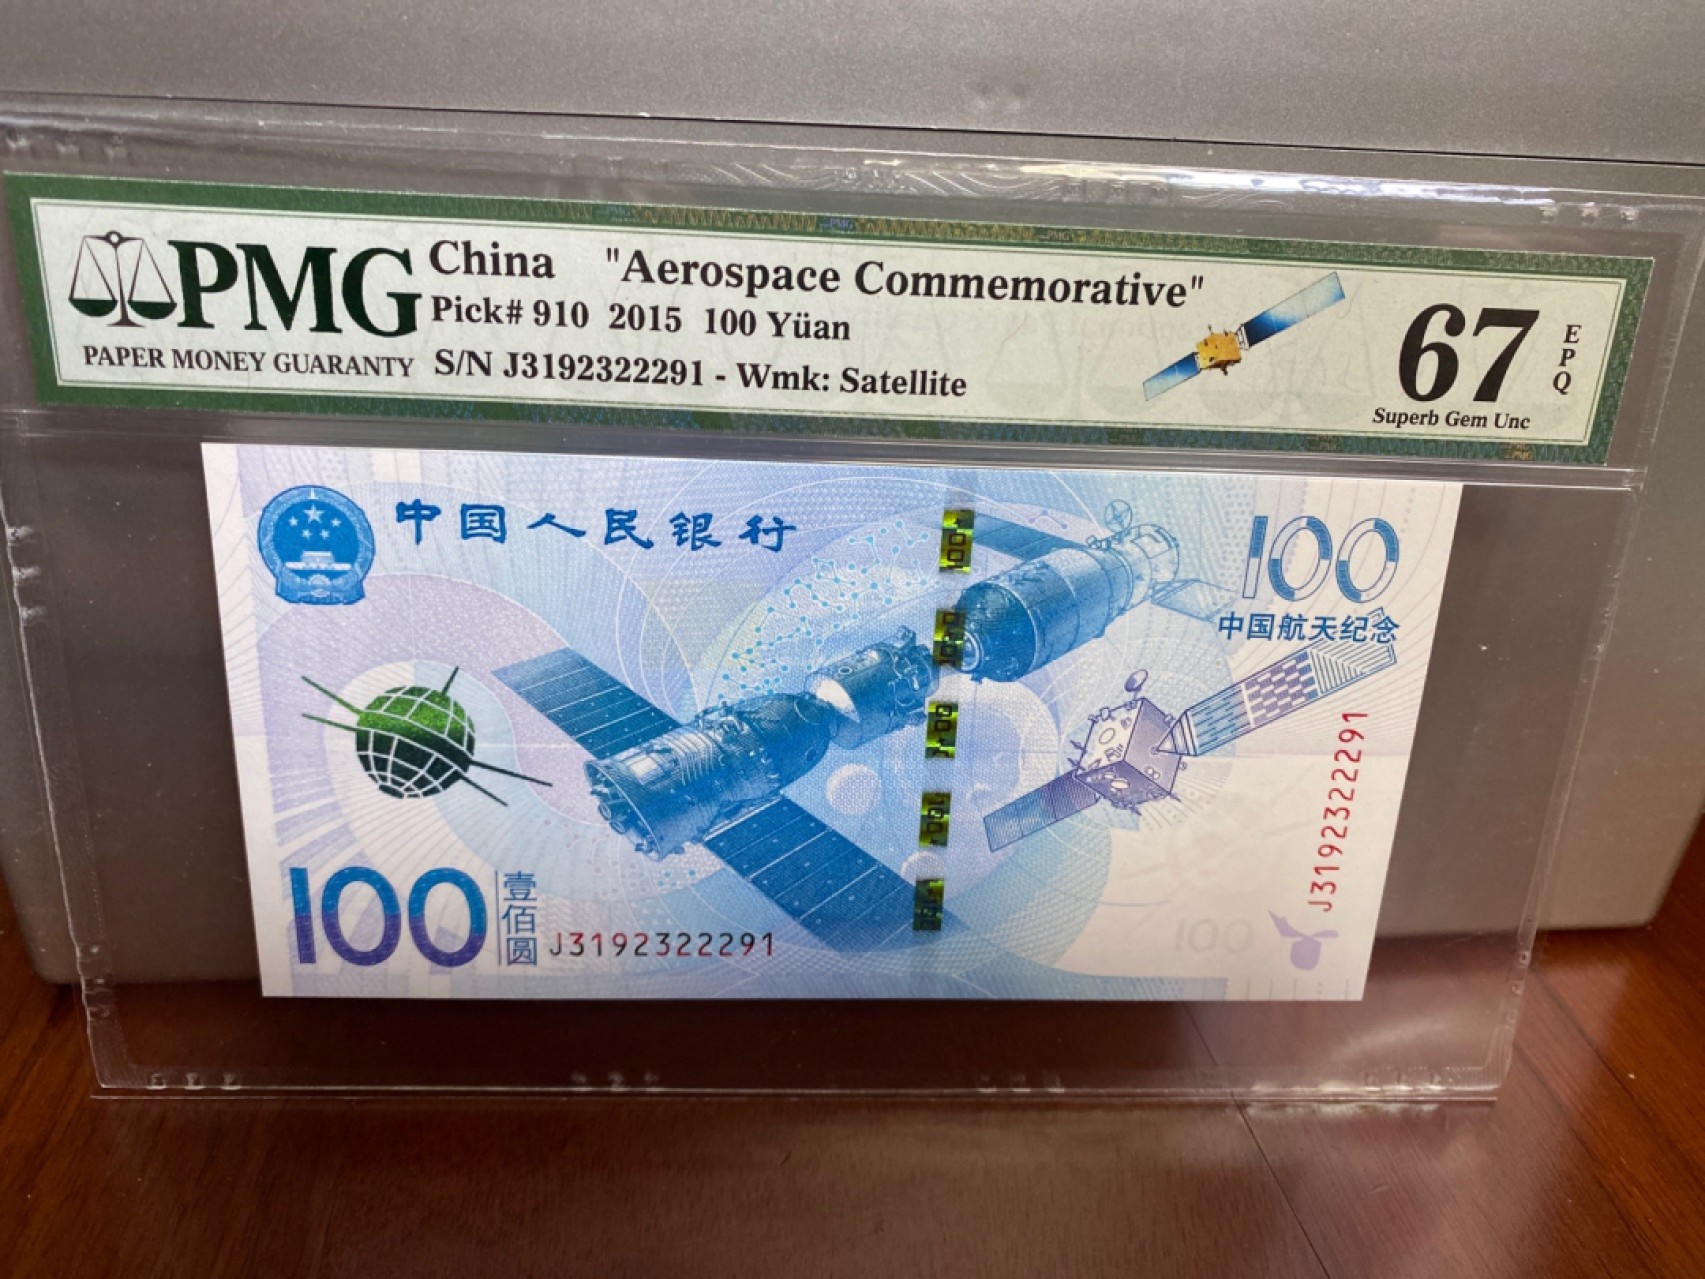 PMG
PAPER MONEY GUARANTY
China "Aerospace Commemorative"
Pick# 910 2015 100 Yüan
S/N J3192322291 - Wmk: Satellite
67
EPQ
Superb Gem Unc
中国人民银行
100
中国航天纪念
100
壹佰圆
J3192322291
J3192322291
100